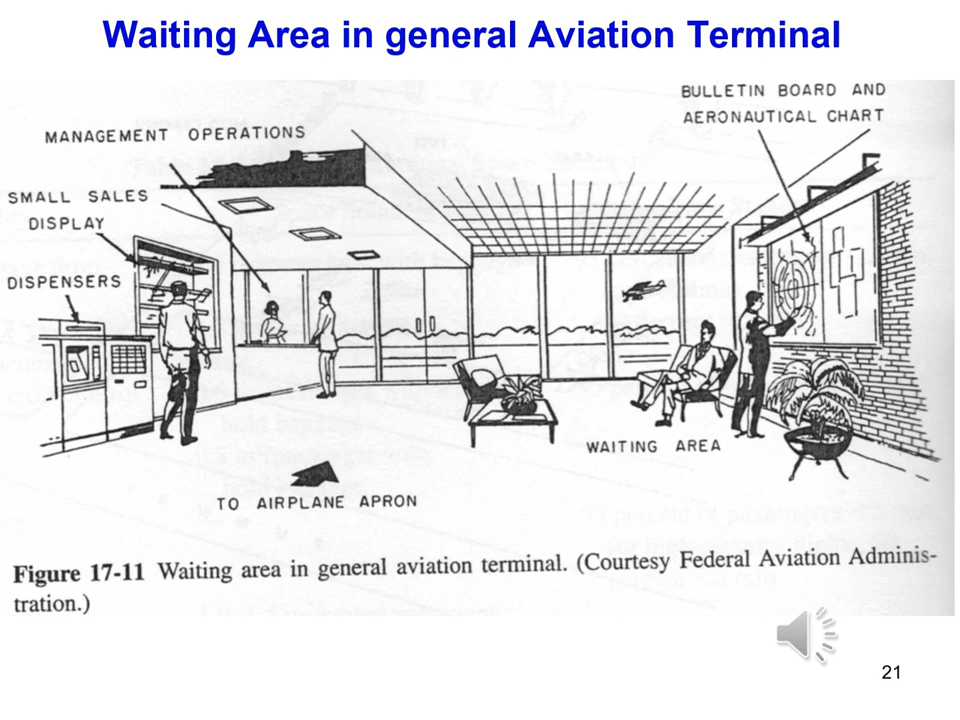 Waiting Area in general Aviation Terminal
BULLETIN BOARD AND
AERONAUTICAL CHART
MANAGEMENT OPERATIONS
SMALL SALES
DISPLAY
DISPENSERS
WAITING AREA
TO AIRPLANE APRON
Figure 17-11 Waiting area in general aviation terminal. (Courtesy Federal Aviation Adminis-
tration.)
21